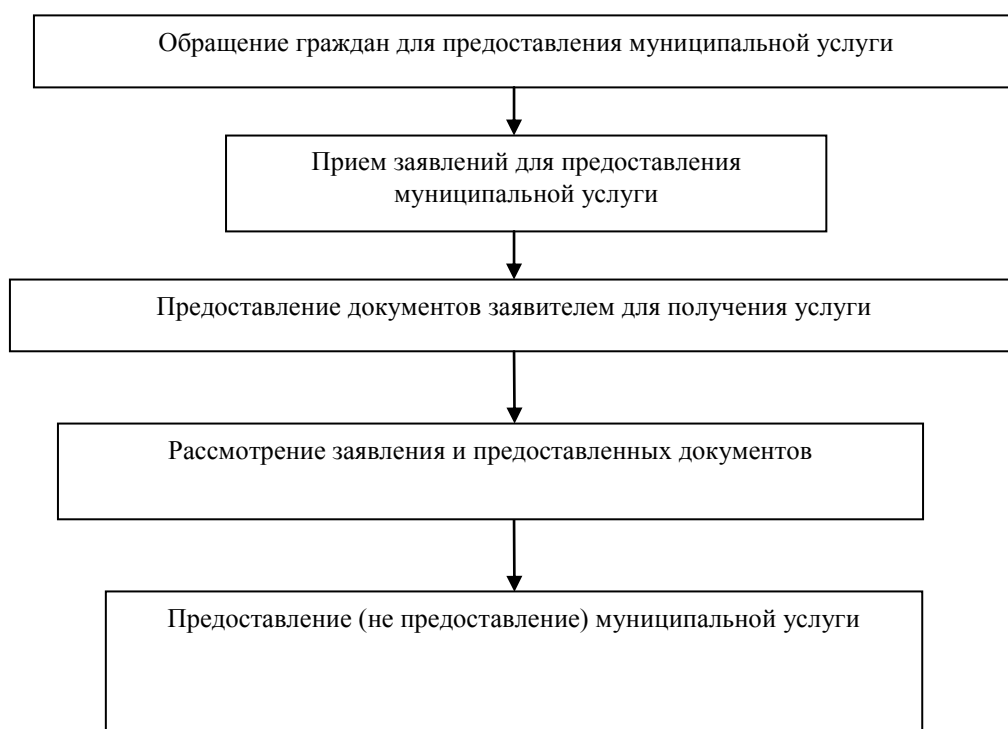 Обращение граждан для предоставления муниципальной услуги
Прием заявлений для предоставления
муниципальной услуги
Предоставление документов заявителем для получения услуги
Рассмотрение заявления и предоставленных документов
Предоставление (не предоставление) муниципальной услуги